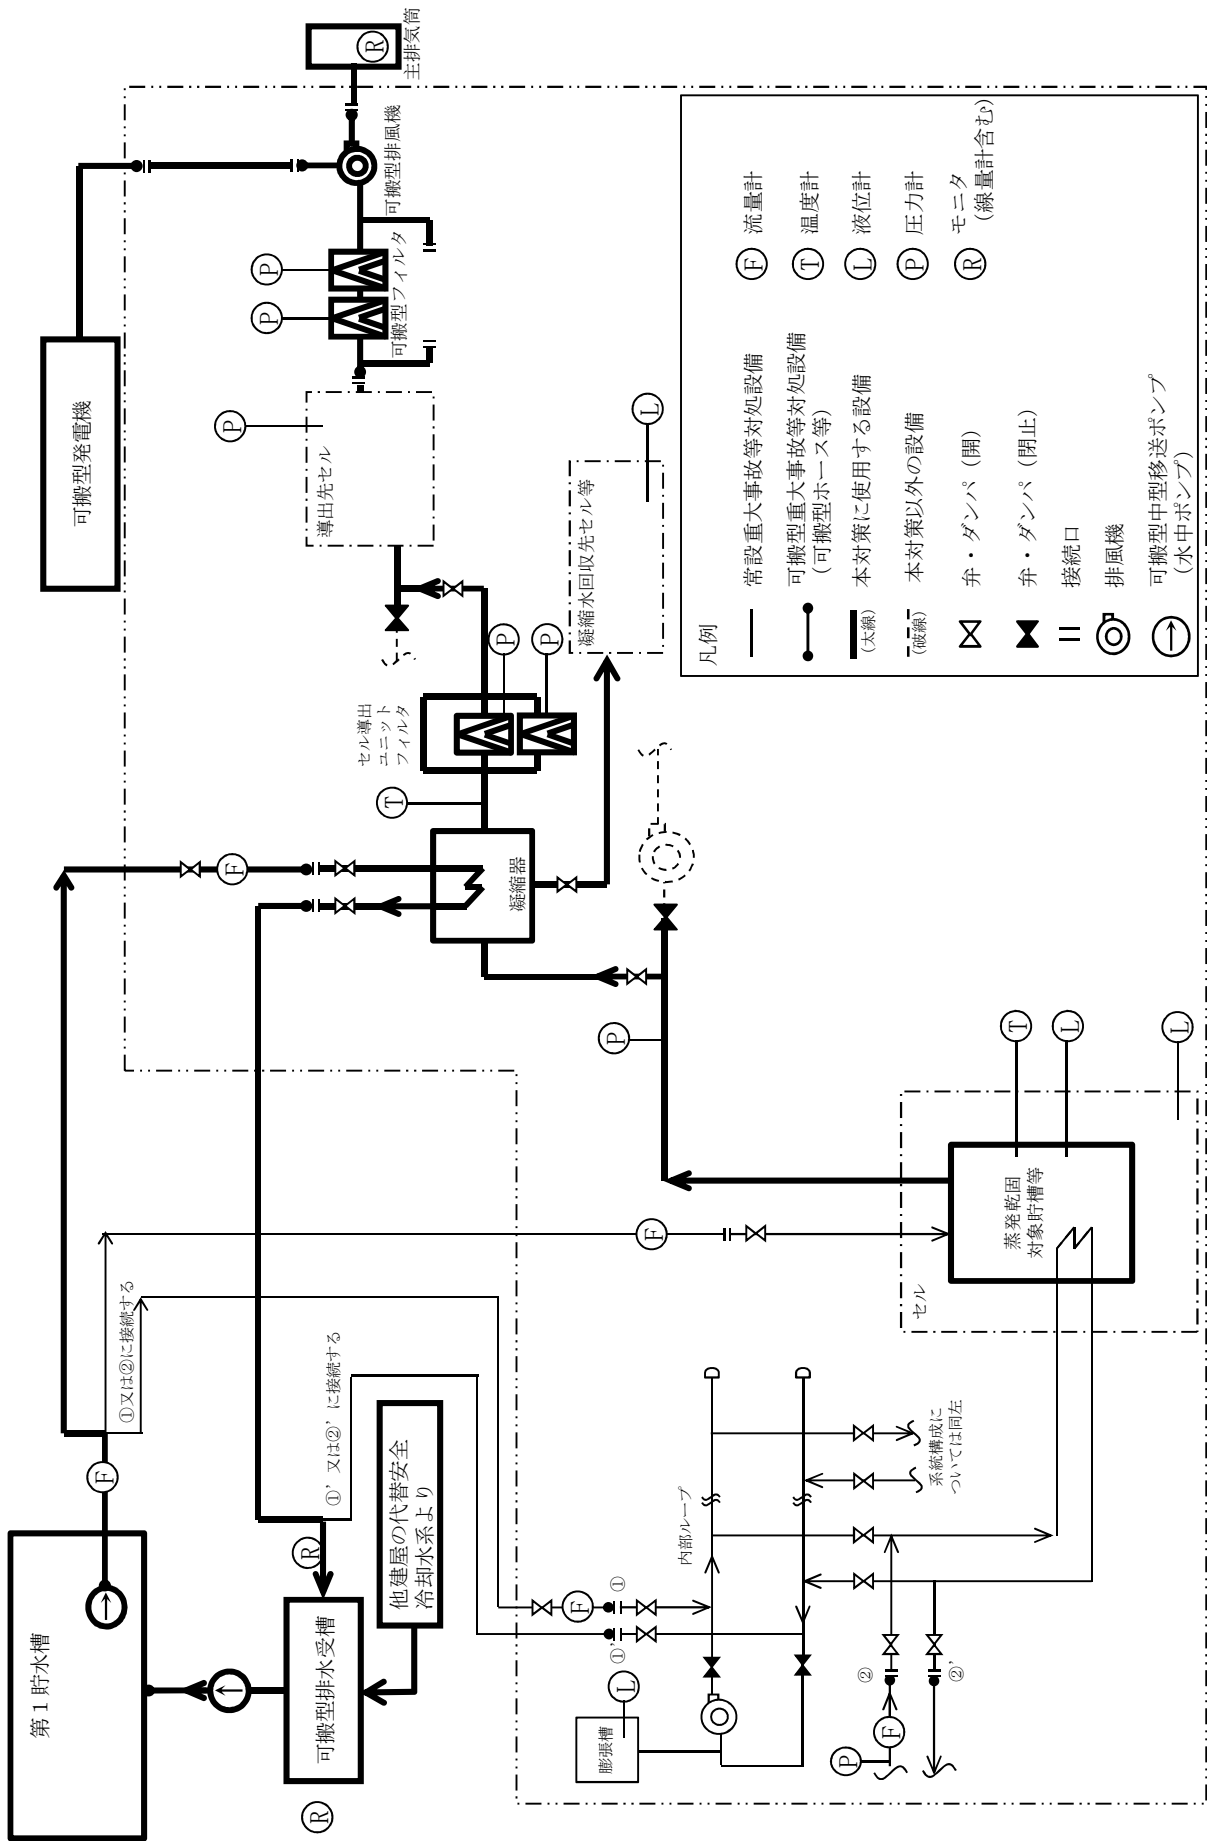 第1貯水槽
F
可搬型排水受槽
R
R
他建屋の代替安全
冷却水系より
①又は②に接続する
①’又は②’に接続する
可搬型発電機
R
主排気筒
可搬型排風機
P
P
可搬型フィルタ
P
導出先セル
L
凝縮水回収先セル等
P
P
セル導出
ユニット
フィルタ
T
F
凝縮器
P
F
T
L
L
蒸発乾固
対象貯槽等
セル
内部ループ
系統構成に
ついては同左
F
①
①’
L
膨張槽
②
②’
F
P
凡例
常設重大事故等対処設備
可搬型重大事故等対処設備
(可搬型ホース等)
(太線)
本対策に使用する設備
(破線)
本対策以外の設備
弁・ダンパ(開)
弁・ダンパ(閉止)
接続口
排風機
可搬型中型移送ポンプ
(水中ポンプ)
F 流量計
T 温度計
L 液位計
P 圧力計
R モニタ
(線量計含む)